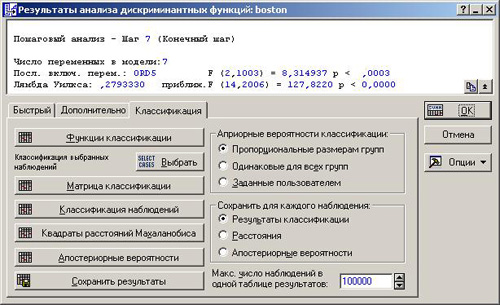 Результаты анализа дискриминантных функций: boston
Пошаговый анализ - Шаг 7 (Конечный шаг)
Число переменных в модели: 7
Посл. включ. перем.: ORD5 F (2,1003) = 8,314937 p < ,0003
Лямбда Уилкса: ,2793330 приближ.F (14,2006) = 127,8220 p < 0,0000
Быстрый Дополнительно Классификация
OK
Отмена
Опции
Функции классификации
Классификация выбранных наблюдений
SELECT CASES Выбрать
Матрица классификации
Классификация наблюдений
Квадраты расстояний Махаланобиса
Апостериорные вероятности
Сохранить результаты
Априорные вероятности классификации:
Пропорциональные размерам групп
Одинаковые для всех групп
Заданные пользователем
Сохранить для каждого наблюдения:
Результаты классификации
Расстояния
Апостериорные вероятности
Макс. число наблюдений в
одной таблице результатов: 100000